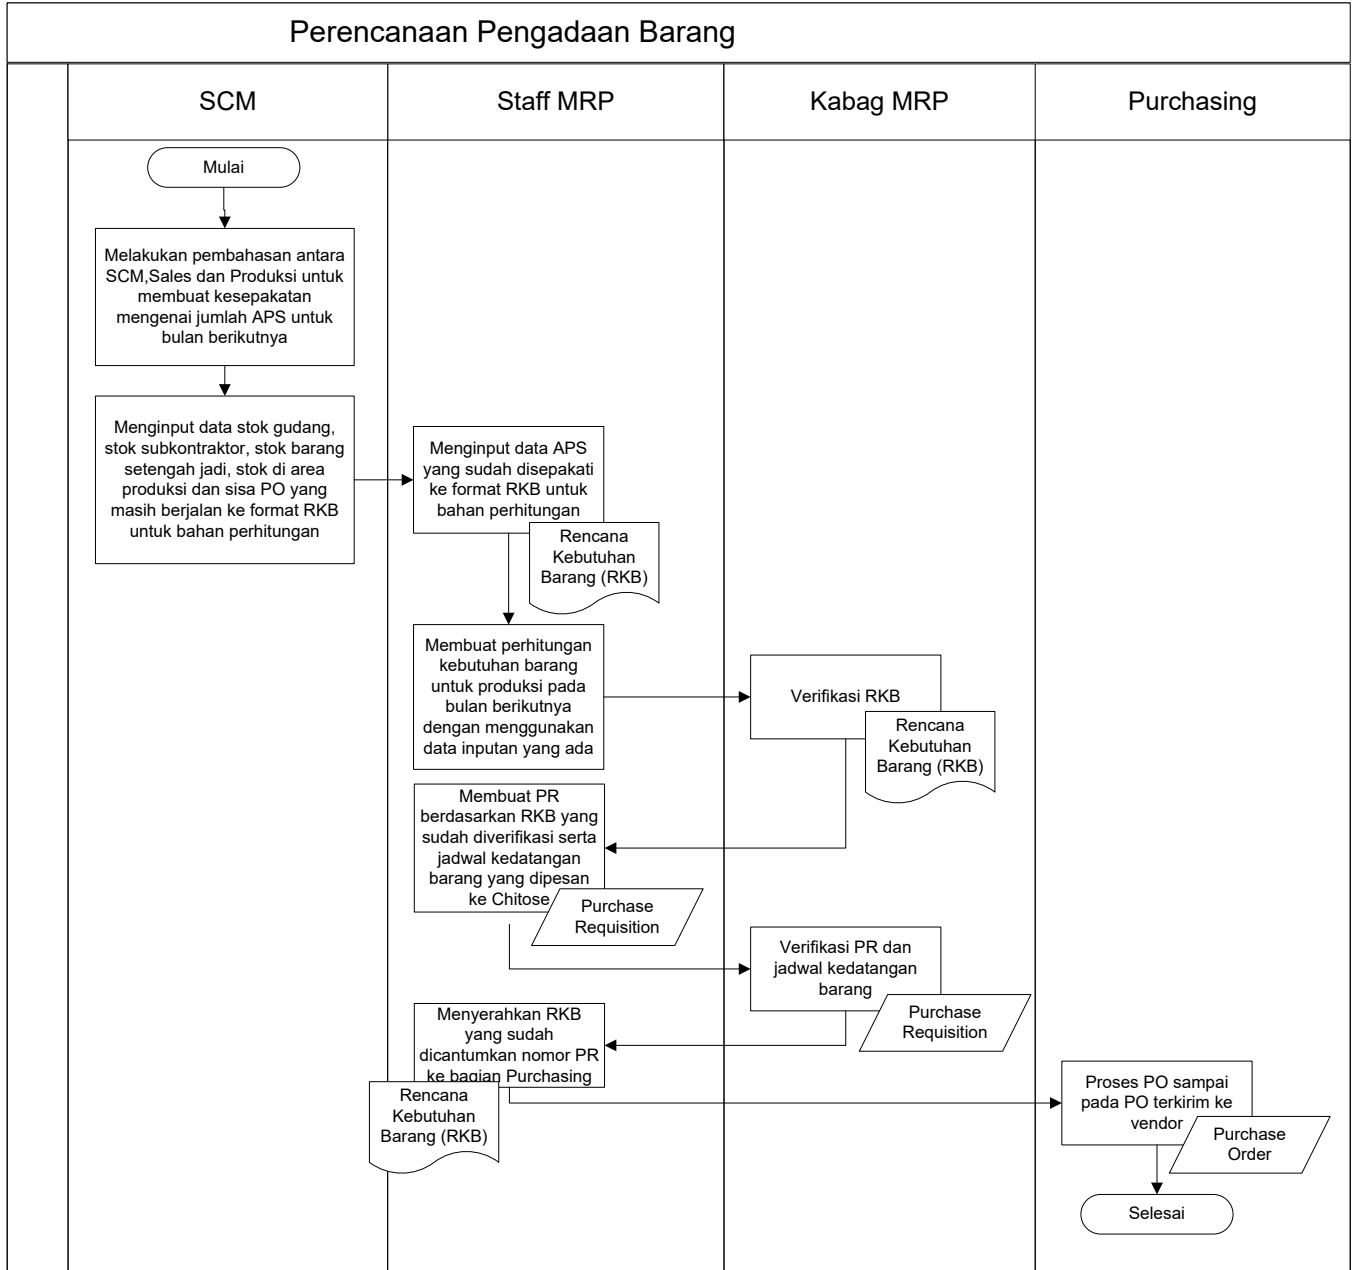 Perencanaan Pengadaan Barang
SCM
Staff MRP
Kabag MRP
Purchasing
Mulai
Melakukan pembahasan antara
SCM,Sales dan Produksi untuk
membuat kesepakatan
mengenai jumlah APS untuk
bulan berikutnya
Menginput data stok gudang,
stok subkontraktor, stok barang
setengah jadi, stok di area
produksi dan sisa PO yang
masih berjalan ke format RKB
untuk bahan perhitungan
Menginput data APS
yang sudah disepakati
ke format RKB untuk
bahan perhitungan
Rencana
Kebutuhan
Barang (RKB)
Membuat perhitungan
kebutuhan barang
untuk produksi pada
bulan berikutnya
dengan menggunakan
data inputan yang ada
Verifikasi RKB
Rencana
Kebutuhan
Barang (RKB)
Membuat PR
berdasarkan RKB yang
sudah diverifikasi serta
jadwal kedatangan
barang yang dipesan
ke Chitose
Purchase
Requisition
Verifikasi PR dan
jadwal kedatangan
barang
Purchase
Requisition
Menyerahkan RKB
yang sudah
dicantumkan nomor PR
ke bagian Purchasing
Rencana
Kebutuhan
Barang (RKB)
Proses PO sampai
pada PO terkirim ke
vendor
Purchase
Order
Selesai